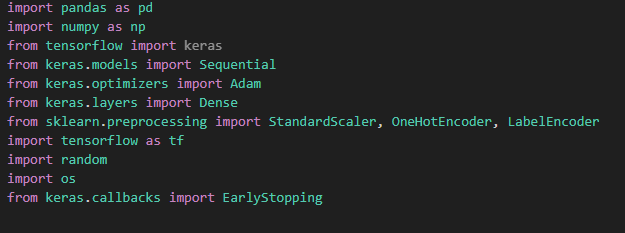 import pandas as pd
import numpy as np
from tensorflow import keras
from keras.models import Sequential
from keras.optimizers import Adam
from keras.layers import Dense
from sklearn.preprocessing import StandardScaler, OneHotEncoder, LabelEncoder
import tensorflow as tf
import random
import os
from keras.callbacks import EarlyStopping